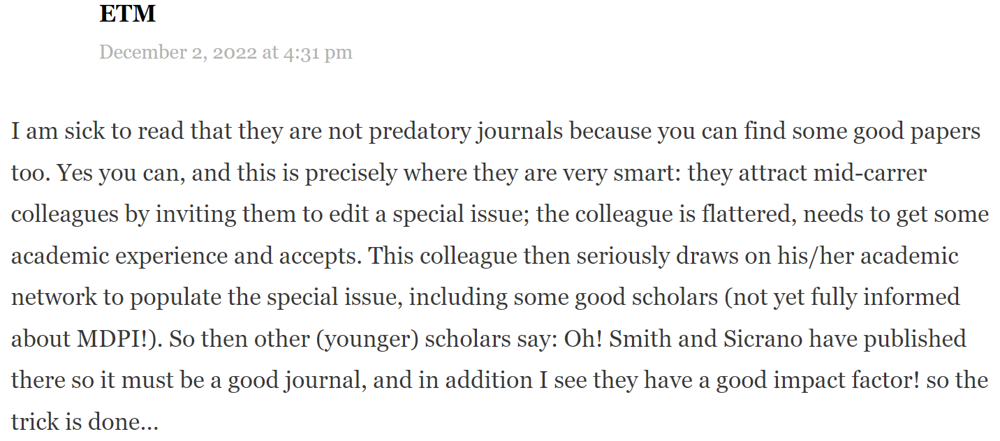 ETM
December 2, 2022 at 4:31 pm
I am sick to read that they are not predatory journals because you can find some good papers
too. Yes you can, and this is precisely where they are very smart: they attract mid-carrer
colleagues by inviting them to edit a special issue; the colleague is flattered, needs to get some
academic experience and accepts. This colleague then seriously draws on his/her academic
network to populate the special issue, including some good scholars (not yet fully informed
about MDPI!). So then other (younger) scholars say: Oh! Smith and Sicrano have published
there so it must be a good journal, and in addition I see they have a good impact factor! so the
trick is done…